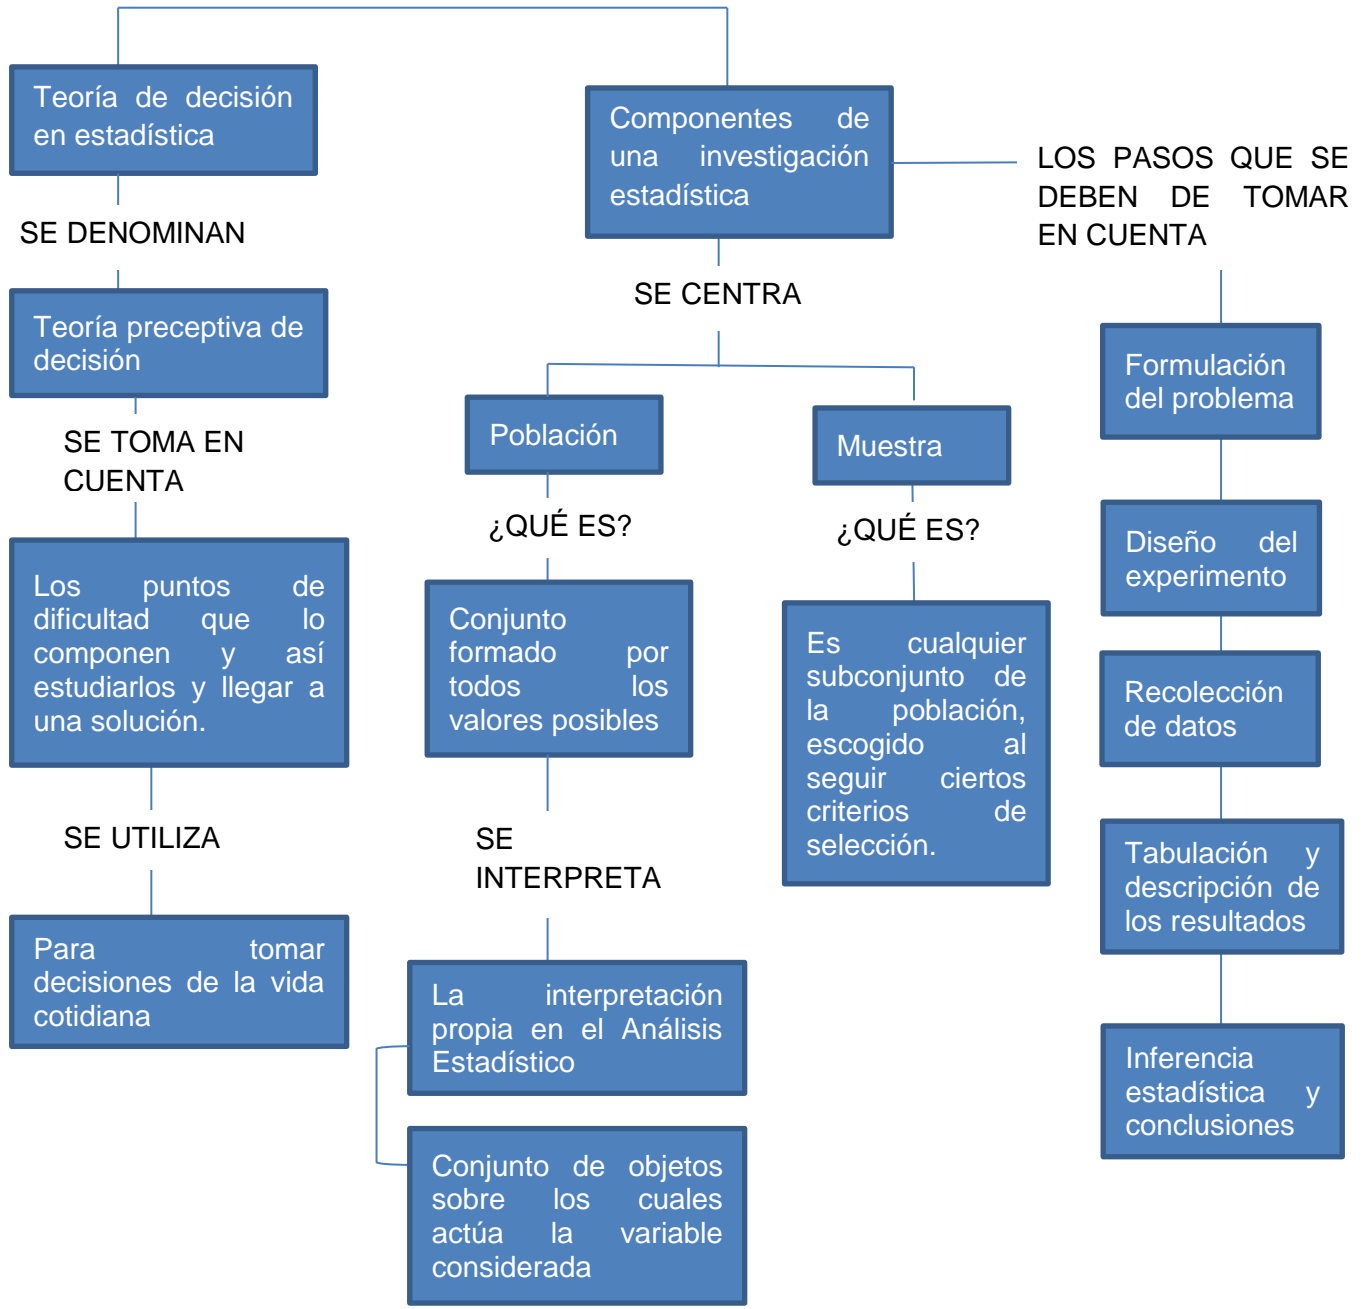 Teoría de decisión
en estadística
SE DENOMINAN
Teoría preceptiva de
decisión
SE TOMA EN
CUENTA
Los puntos de
dificultad que lo
componen y así
estudiarlos y llegar a
una solución.
SE UTILIZA
Para tomar
decisiones de la vida
cotidiana
Componentes de
una investigación
estadística
SE CENTRA
Población
¿QUÉ ES?
Conjunto
formado por
todos los
valores posibles
SE
INTERPRETA
La interpretación
propia en el Análisis
Estadístico
Conjunto de objetos
sobre los cuales
actúa la variable
considerada
Muestra
¿QUÉ ES?
Es cualquier
subconjunto de
la población,
escogido al
seguir ciertos
criterios de
selección.
LOS PASOS QUE SE
DEBEN DE TOMAR
EN CUENTA
Formulación
del problema
Diseño del
experimento
Recolección
de datos
Tabulación y
descripción de
los resultados
Inferencia
estadística y
conclusiones